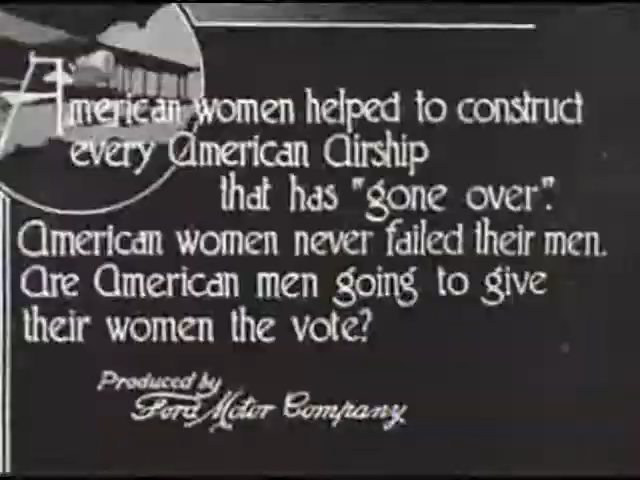 American women helped to construct
every American Airship
that has "gone over".
American women never failed their men.
Are American men going to give
their women the vote?
Produced by
Ford Motor Company.